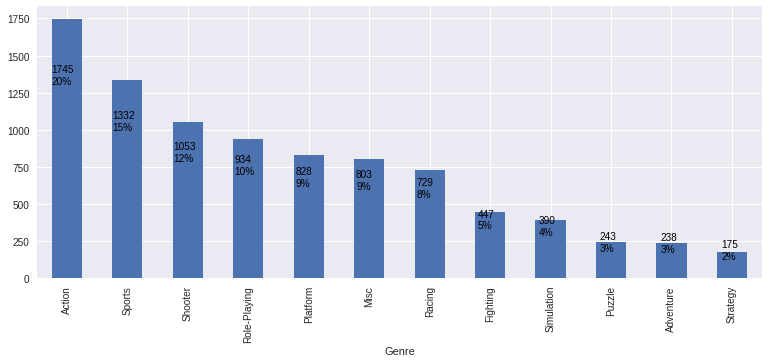 1750
1500
1250
1000
750
500
250
0
1745
20%
1332
15%
1053
12%
934
10%
828
9%
803
9%
729
8%
447
5%
390
4%
243
3%
238
3%
175
2%
Action
Sports
Shooter
Role-Playing
Platform
Misc
Racing
Fighting
Simulation
Puzzle
Adventure
Strategy
Genre